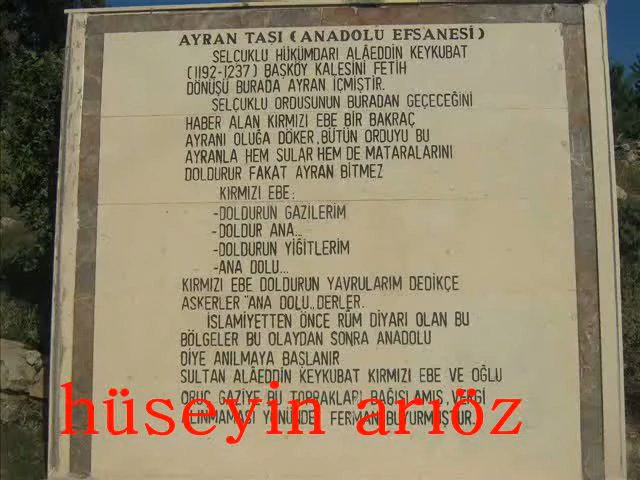 AYRAN TAŞI (ANADOLU EFSANESİ)
SELÇUKLU HÜKÜMDARI ALÂEDDİN KEYKUBAT
(1192-1237) BAŞKÖY KALESİNİ FETİH
DÖNÜŞÜ BURADA AYRAN İÇMİŞTİR.
SELÇUKLU ORDUSUNUN BURADAN GEÇECEĞİNİ
HABER ALAN KIRMIZI EBE BİR BAKRAÇ
AYRANI OLUĞA DÖKER, BÜTÜN ORDUYU BU
AYRANLA HEM SULAR HEM DE MATARALARINI
DOLDURUR FAKAT AYRAN BİTMEZ
KIRMIZI EBE:
-DOLDURUN GAZİLERİM
-DOLDUR ANA...
-DOLDURUN YİĞİTLERİM
-ANA DOLU...
KIRMIZI EBE DOLDURUN YAVRULARIM DEDİKÇE
ASKERLER "ANA DOLU.. DERLER.
İSLAMİYETTEN ÖNCE RÜM DİYARI OLAN BU
BÖLGELER BU OLAYDAN SONRA ANADOLU
DİYE ANILMAYA BAŞLANIR
SULTAN ALÂEDDİN KEYKUBAT KIRMIZI EBE VE OĞLU
ORUÇ GAZİYE BU TOPRAKLARI BAĞIŞLAMIŞ, VERGİ
ALINMAMASI YÖNÜNDE FERMAN BUYURMUŞTUR.
hüseyin arıöz